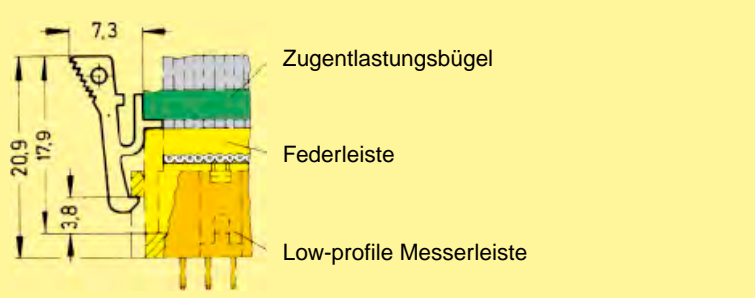 7,3
Zugentlastungsbügel
Federleiste
20,9
17,9
3,8
Low-profile Messerleiste